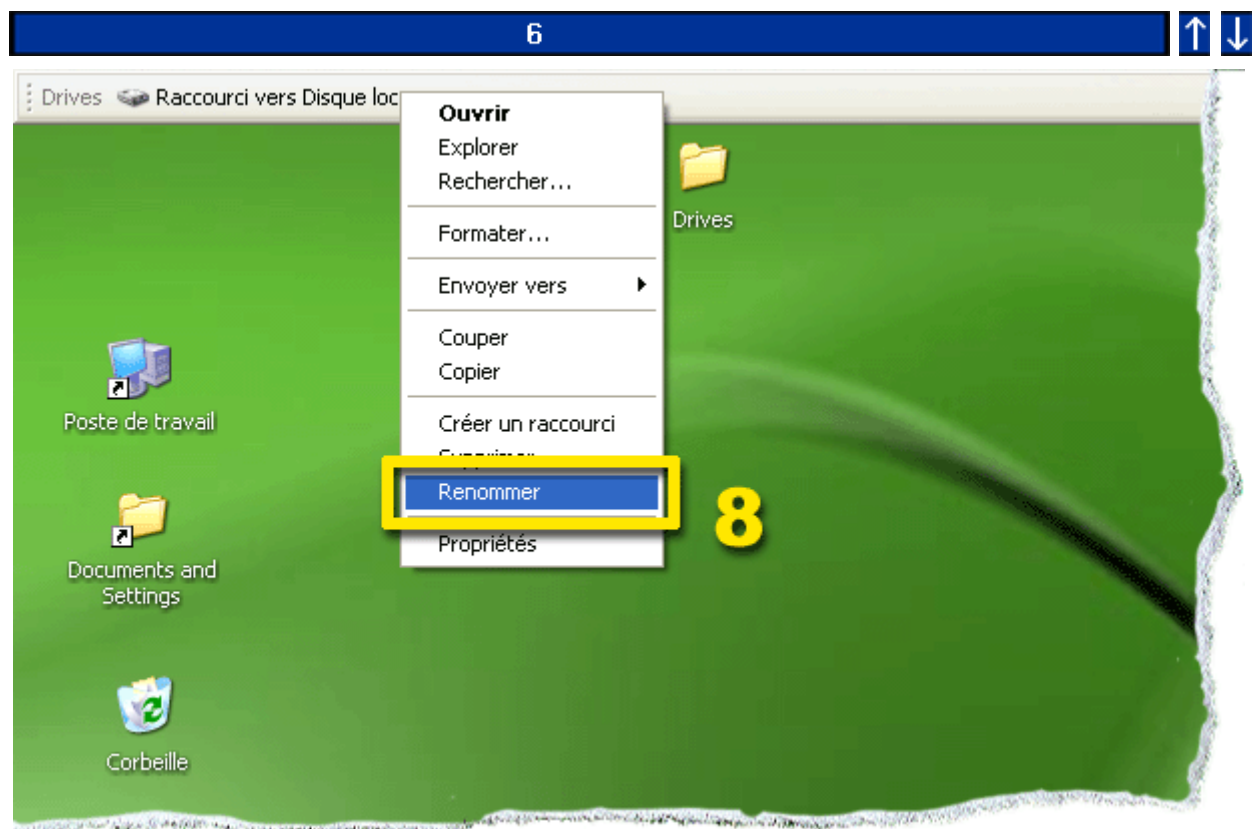 6
Drives Raccourci vers Disque loc
Ouvrir
Explorer
Rechercher...
Formater...
Envoyer vers
Couper
Copier
Créer un raccourci
Supprimer
Renommer
Propriétés
8
Drives
Poste de travail
Documents and
Settings
Corbeille